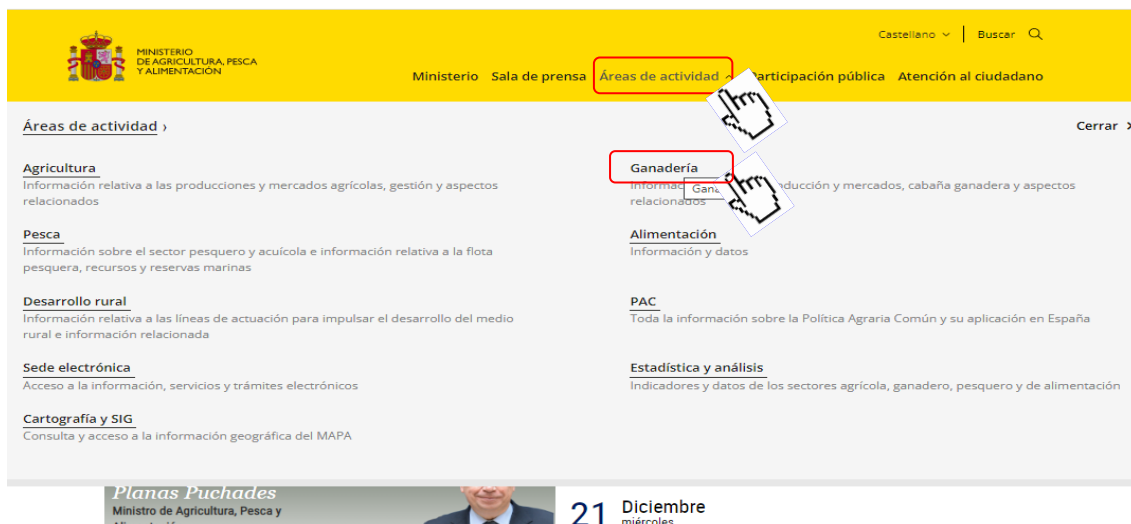 Castellano
Buscar
MINISTERIO
DE AGRICULTURA, PESCA
Y ALIMENTACIÓN
Ministerio Sala de prensa Áreas de actividad Participación pública Atención al ciudadano
Áreas de actividad ›
Cerrar
Agricultura
Información relativa a las producciones y mercados agrícolas, gestión y aspectos
relacionados
Ganadería
y mercados, cabaña ganadera y aspectos
relacionados
Pesca
Información sobre el sector pesquero y acuícola e información relativa a la flota
pesquera, recursos y reservas marinas
Alimentación
Información y datos
Desarrollo rural
Información relativa a las líneas de actuación para impulsar el desarrollo del medio
rural e información relacionada
PAC
Toda la información sobre la Política Agraria Común y su aplicación en España
Sede electrónica
Acceso a la información, servicios y trámites electrónicos
Estadística y análisis
Indicadores y datos de los sectores agrícola, ganadero, pesquero y de alimentación
Cartografía y SIG
Consulta y acceso a la información geográfica del MAPA
Planas Puchades
Ministro de Agricultura, Pesca y
21 Diciembre
miércoles